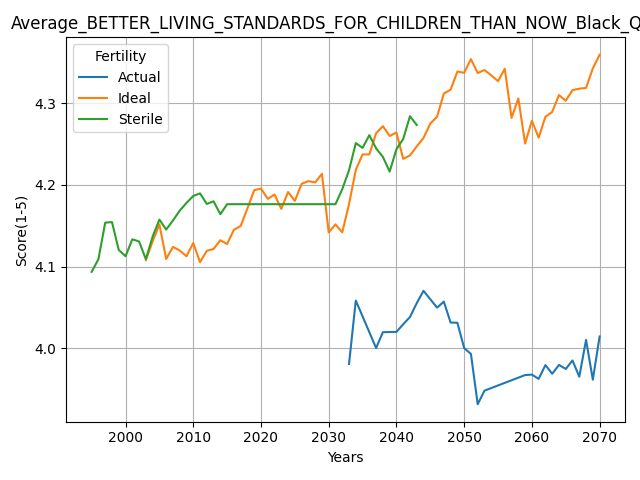 Average_BETTER_LIVING_STANDARDS_FOR_CHILDREN_THAN_NOW_Black_Q
Fertility
Actual
Ideal
Sterile
Score(1-5)
4.3
4.2
4.1
4.0
2000 2010 2020 2030 2040 2050 2060 2070
Years